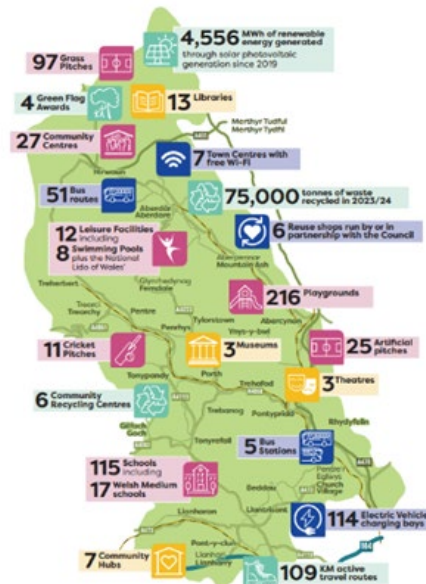 4,556 MWh of renewable
energy generated
through solar photovoltaic
generation since 2019
97 Grass
Pitches
4 Green Flag
Awards
13 Libraries
Merthyr Tudful
Merthyr Tydfil
27 Community
Centres
7 Town Centres with
free Wi-Fi
Hirwaun
51 Bus
routes
75,000 tonnes of waste
recycled in 2023/24
Aberdâr
Aberdare
6 Reuse shops run by or in
partnership with the Council
12 Leisure Facilities
including
8 Swimming Pools
plus the National
Lido of Wales'
Aberpennar
Mountain Ash
Glynrhedynog
Ferndale
Treherbert
216 Playgrounds
Treorci
Treorchy
Pentre
Tylorstown
Abercynon
Penrhys
Ynys-y-bwl
11 Cricket
Pitches
3 Museums
25 Artificial
pitches
Tonypandy
Porth
Trehafod
3 Theatres
6 Community
Recycling Centres
Trebanog
Pontypridd
Rhydyfelin
Gilfach
Goch
Tonyrefail
5 Bus
Stations
Pentre'r
Eglwys
Church
Village
115 Schools
including
17 Welsh Medium
schools
Beddau
Llantrisant
Llanharan
114 Electric Vehicle
charging bays
7 Community
Hubs
Pont-y-clun
Llanhari
Llanharry
M4
109 KM active
travel routes